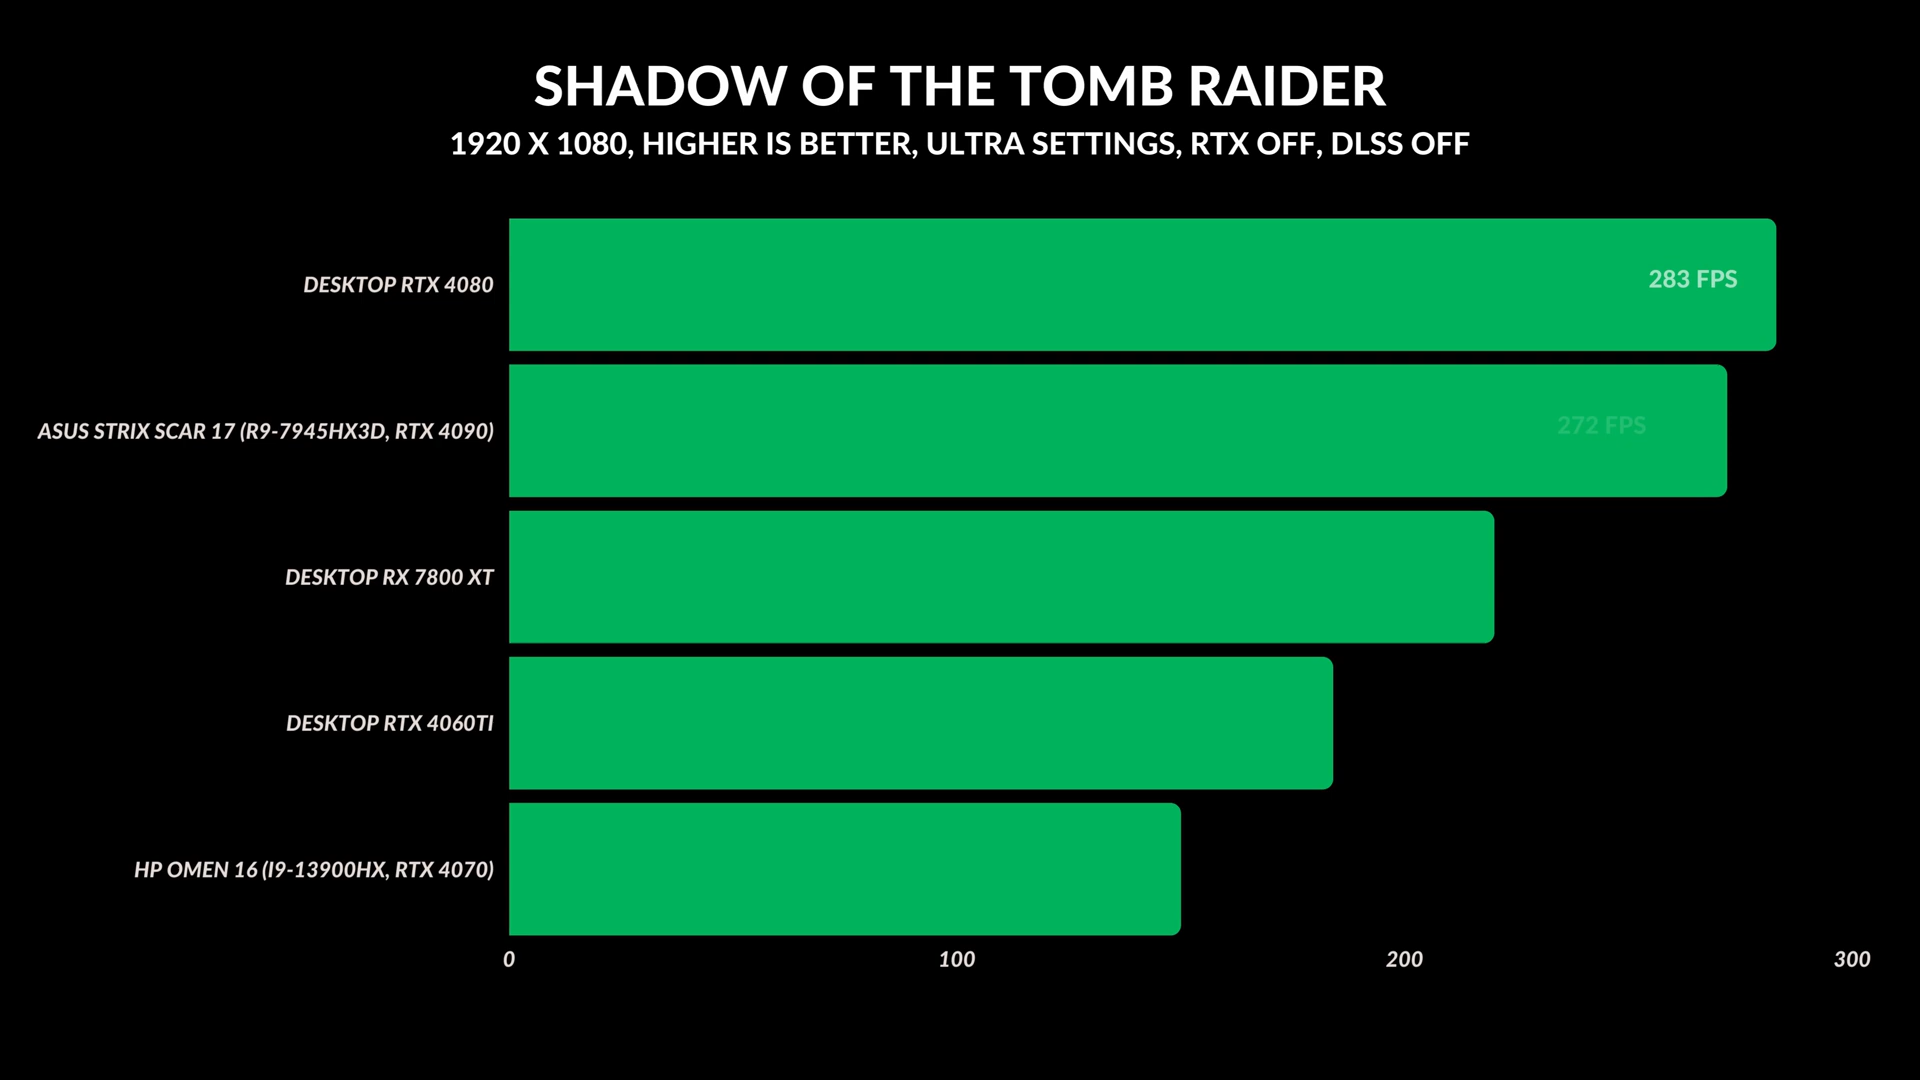 SHADOW OF THE TOMB RAIDER
1920 X 1080, HIGHER IS BETTER, ULTRA SETTINGS, RTX OFF, DLSS OFF
DESKTOP RTX 4080
283 FPS
ASUS STRIX SCAR 17 (R9-7945HX3D, RTX 4090)
272 FPS
DESKTOP RX 7800 XT
DESKTOP RTX 4060TI
HP OMEN 16 (I9-13900HX, RTX 4070)
0 100 200 300